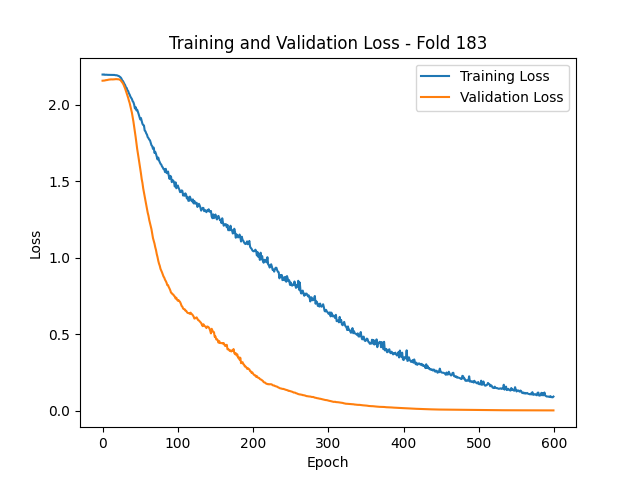 Training and Validation Loss - Fold 183
Training Loss
Validation Loss
Loss
2.0
1.5
1.0
0.5
0.0
0 100 200 300 400 500 600
Epoch